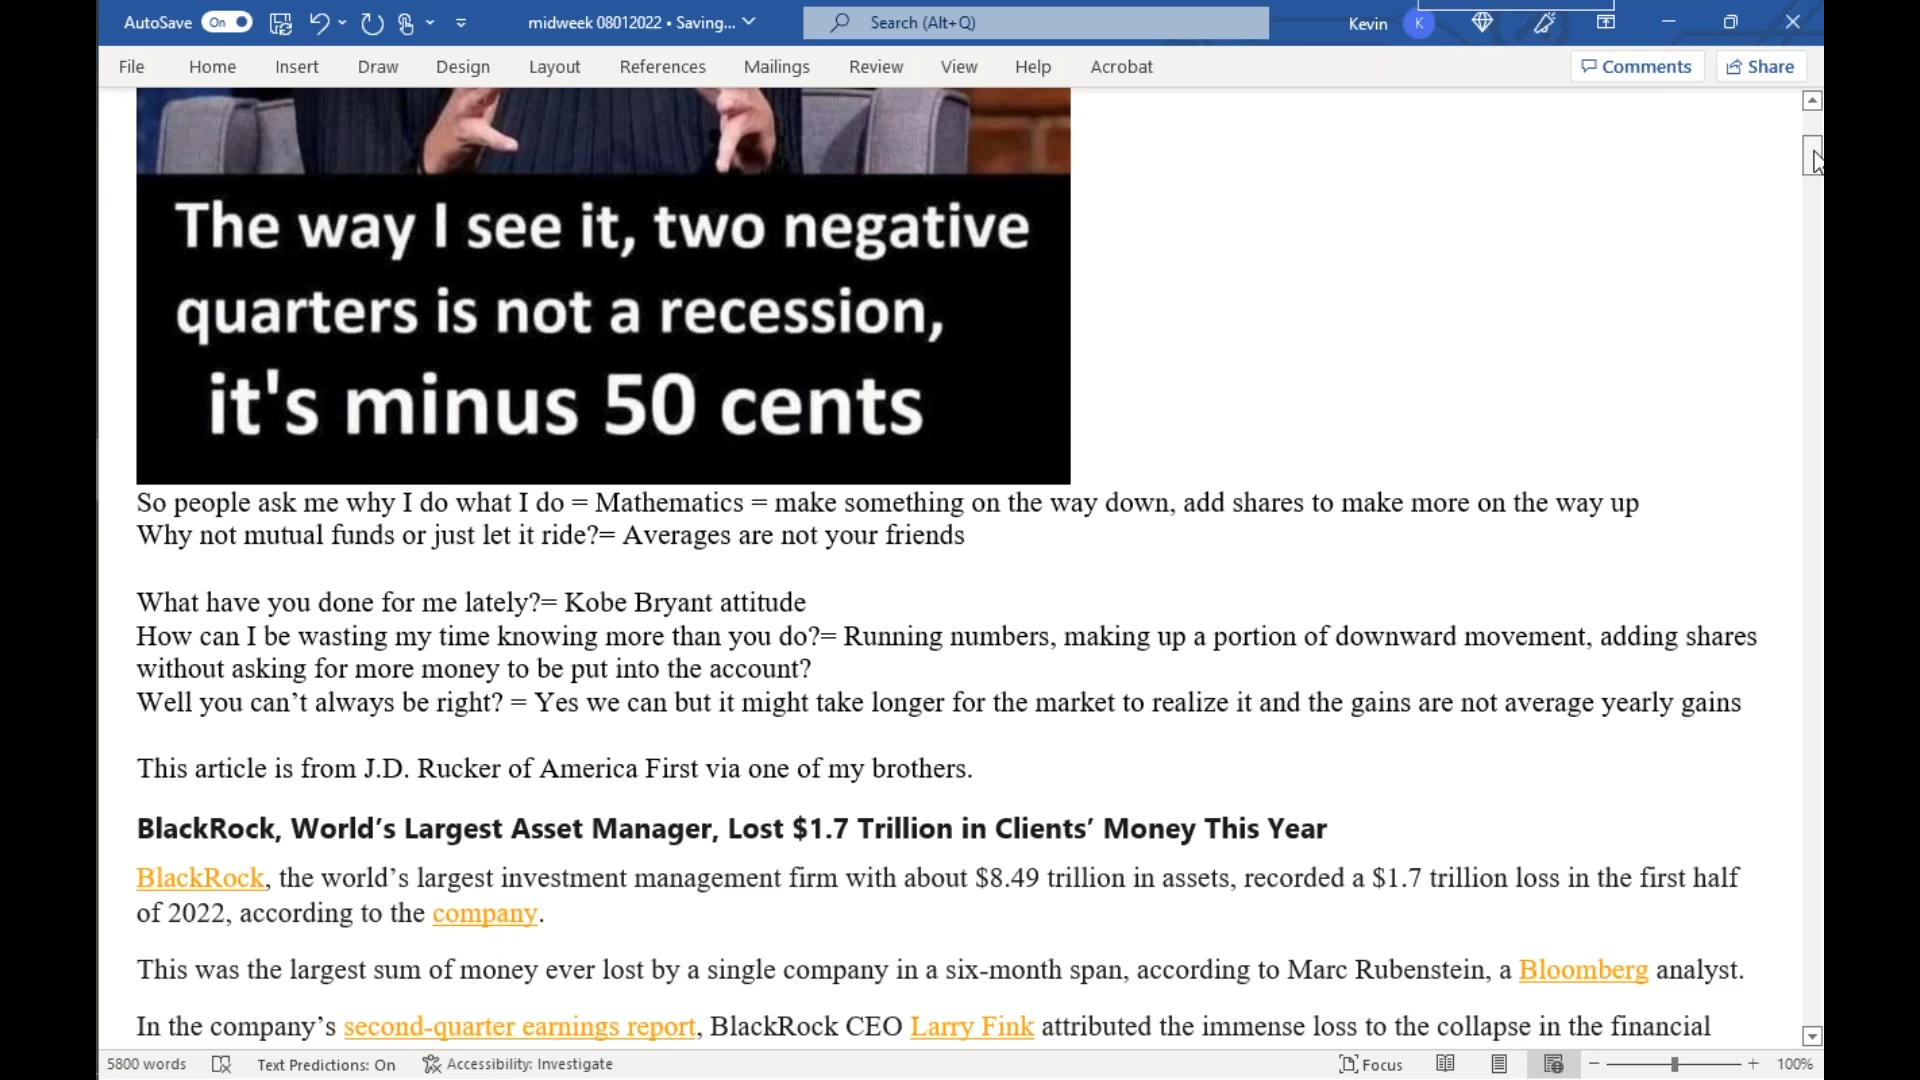 AutoSave On midweek 08012022 • Saving... Search (Alt+Q) Kevin K
File Home Insert Draw Design Layout References Mailings Review View Help Acrobat Comments Share
The way I see it, two negative
quarters is not a recession,
it's minus 50 cents
So people ask me why I do what I do = Mathematics = make something on the way down, add shares to make more on the way up
Why not mutual funds or just let it ride?= Averages are not your friends
What have you done for me lately?= Kobe Bryant attitude
How can I be wasting my time knowing more than you do?= Running numbers, making up a portion of downward movement, adding shares
without asking for more money to be put into the account?
Well you can’t always be right? = Yes we can but it might take longer for the market to realize it and the gains are not average yearly gains
This article is from J.D. Rucker of America First via one of my brothers.
BlackRock, World’s Largest Asset Manager, Lost $1.7 Trillion in Clients’ Money This Year
BlackRock, the world’s largest investment management firm with about $8.49 trillion in assets, recorded a $1.7 trillion loss in the first half
of 2022, according to the company.
This was the largest sum of money ever lost by a single company in a six-month span, according to Marc Rubenstein, a Bloomberg analyst.
In the company’s second-quarter earnings report, BlackRock CEO Larry Fink attributed the immense loss to the collapse in the financial
5800 words Text Predictions: On Accessibility: Investigate Focus 100%